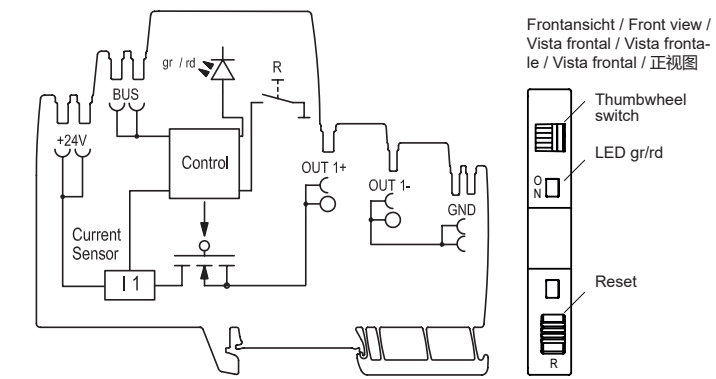 Frontansicht / Front view /
Vista frontal / Vista fronta-
le / Vista frontal / 正视图
gr / rd
R
BUS
+24V
Control
OUT 1+
OUT 1-
GND
Current
Sensor
I 1
Thumbwheel
switch
LED gr/rd
O
N
Reset
R